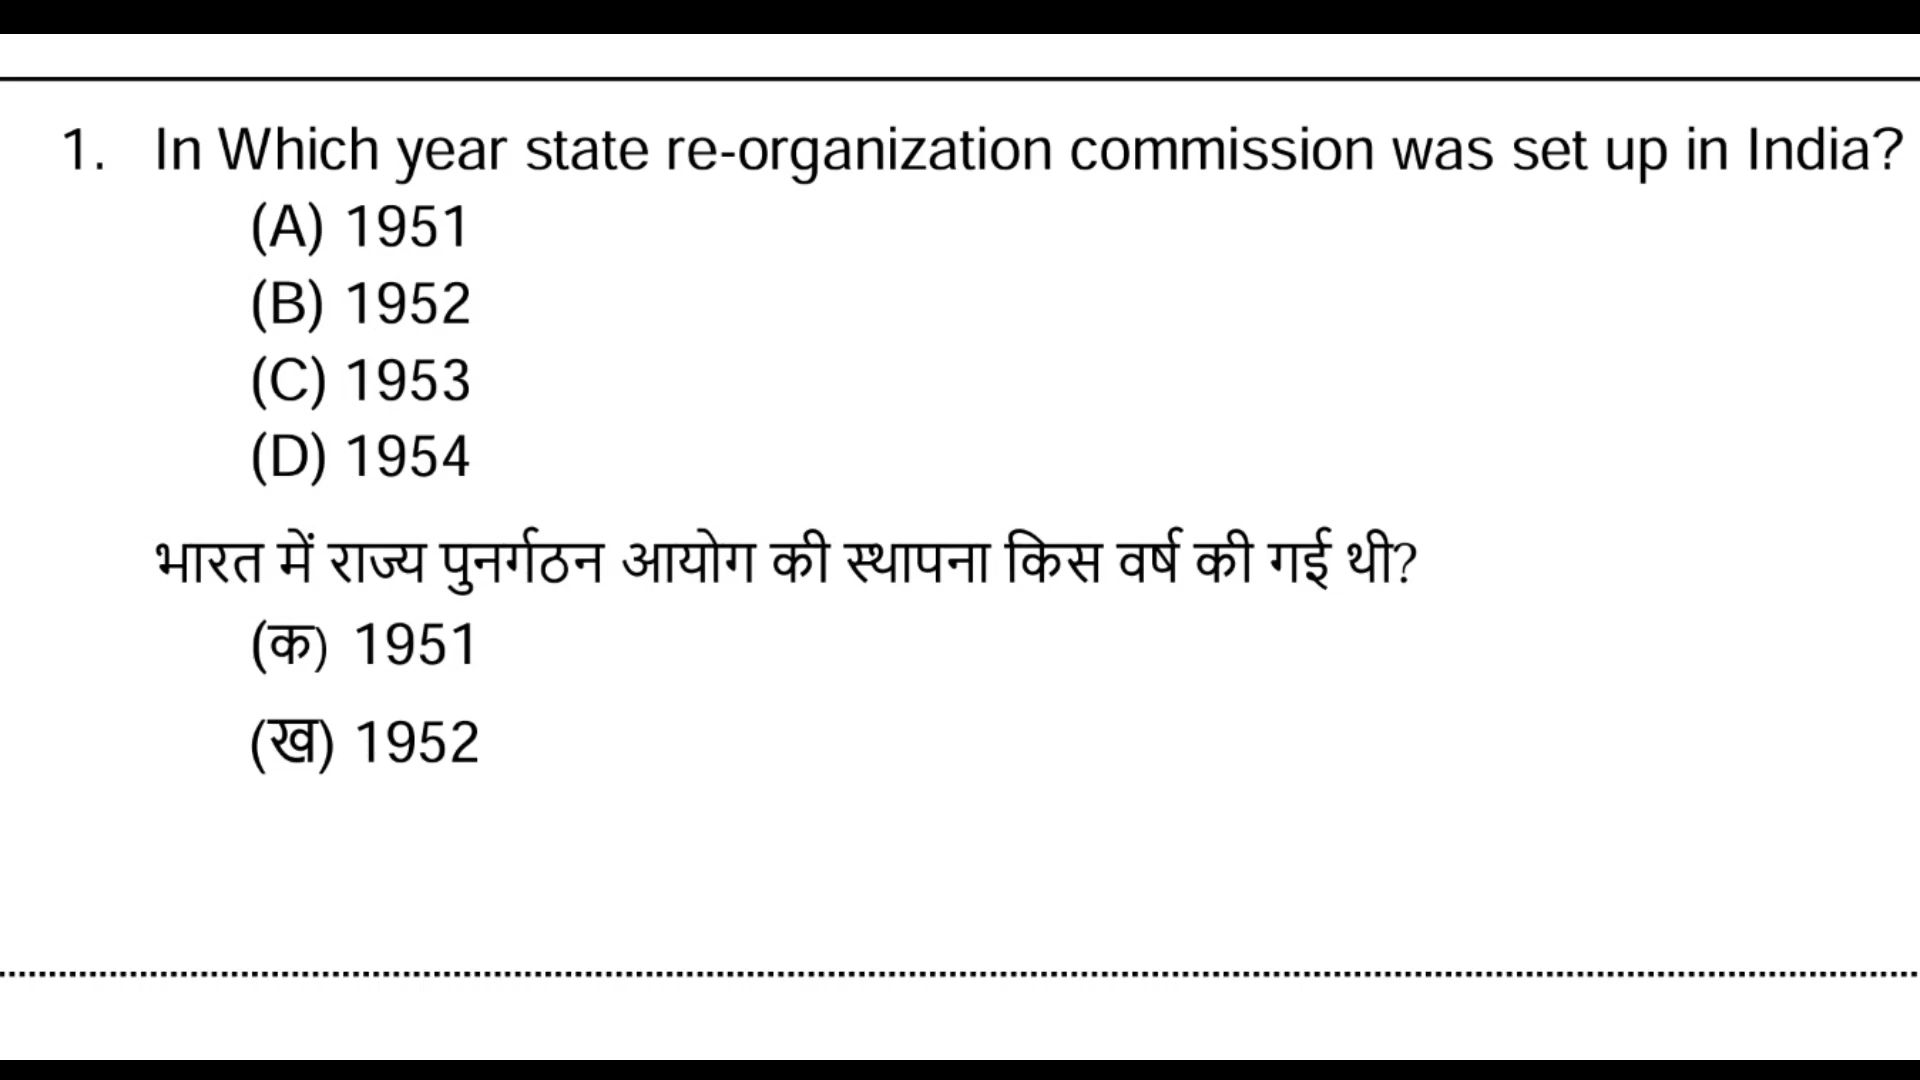 1. In Which year state re-organization commission was set up in India?
(A) 1951
(B) 1952
(C) 1953
(D) 1954
भारत में राज्य पुनर्गठन आयोग की स्थापना किस वर्ष की गई थी?
(क) 1951
(ख) 1952